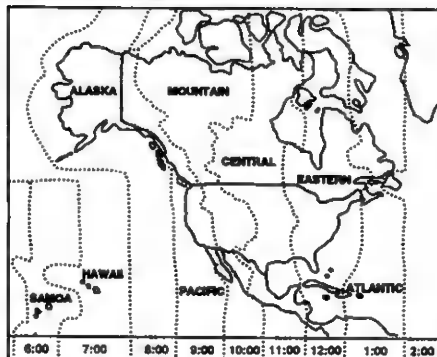 ALASKA
MOUNTAIN
CENTRAL
EASTERN
HAWAII
SAMOA
PACIFIC
ATLANTIC
6:00 7:00 8:00 9:00 10:00 11:00 12:00 1:00 2:00